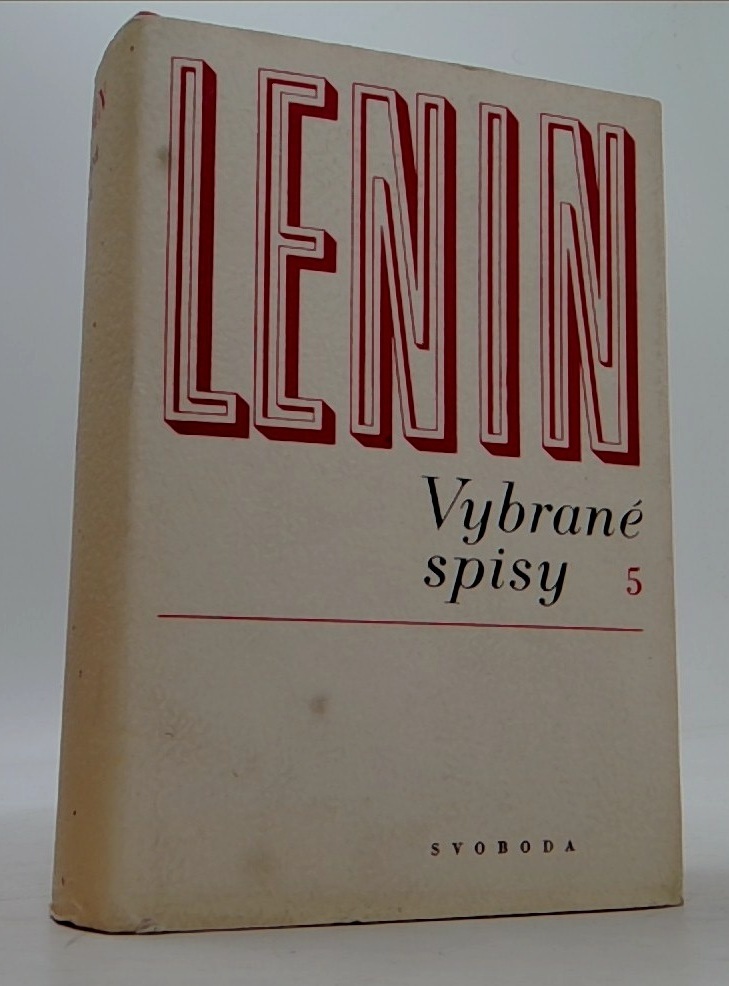 LENIN
Vybrané
spisy 5
SVOBODA